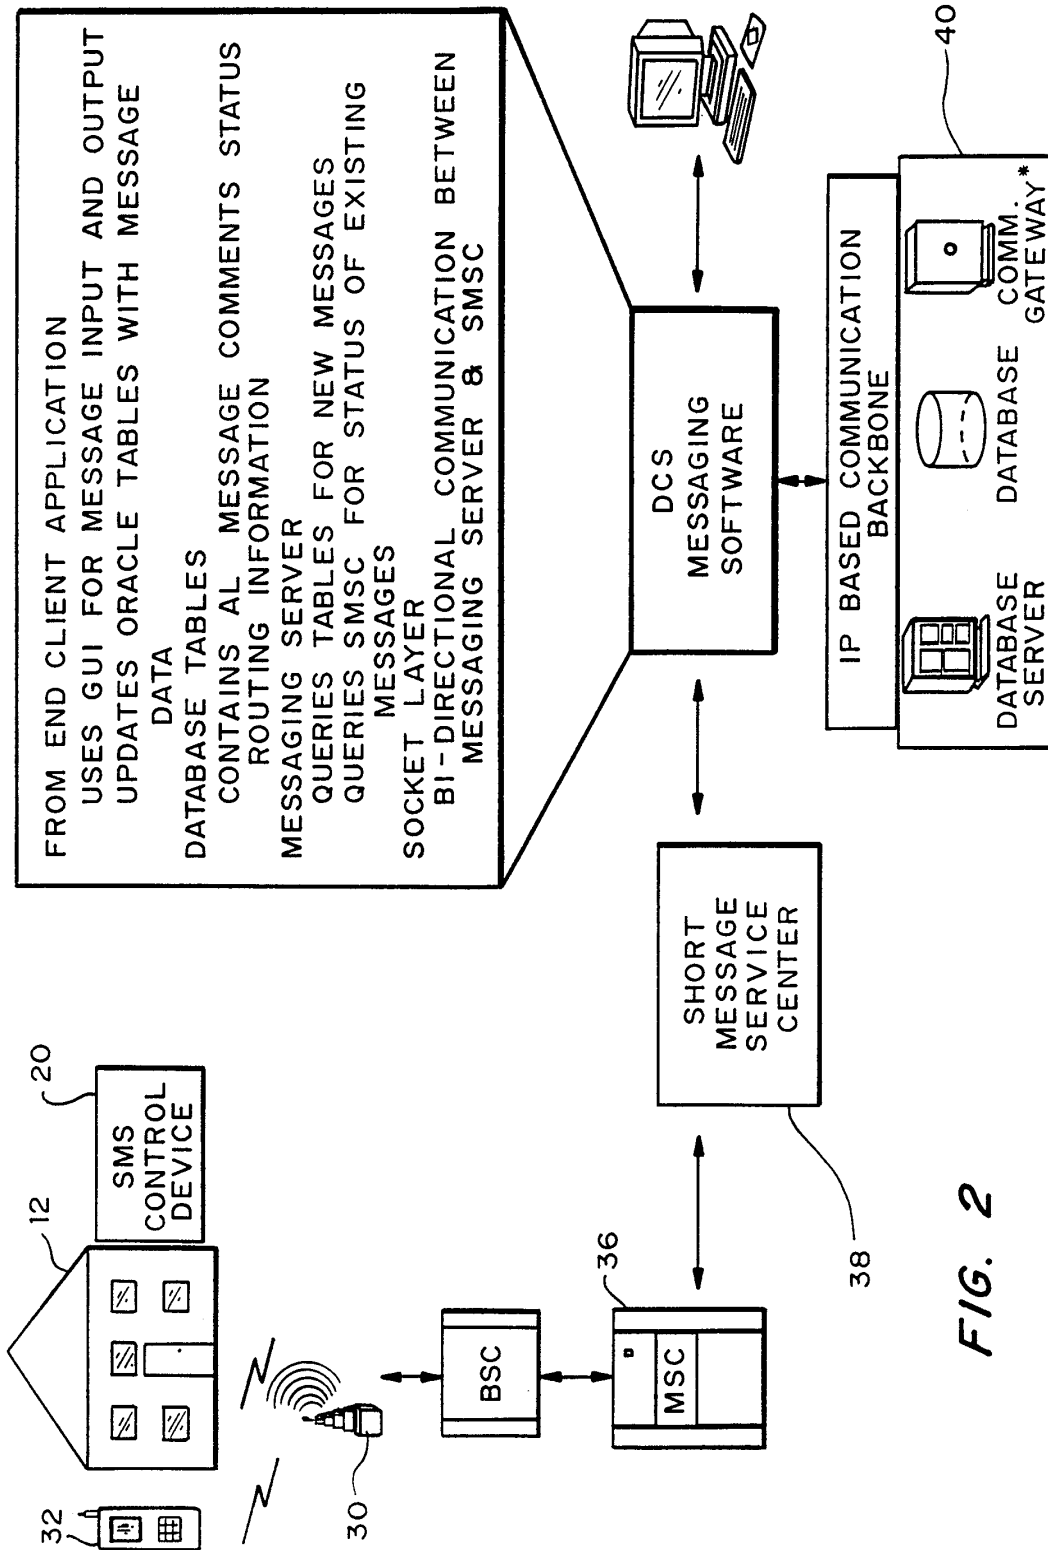 FROM END CLIENT APPLICATION
USES GUI FOR MESSAGE INPUT AND OUTPUT
UPDATES ORACLE TABLES WITH MESSAGE
DATA
DATABASE TABLES
CONTAINS AL MESSAGE COMMENTS STATUS
ROUTING INFORMATION
MESSAGING SERVER
QUERIES TABLES FOR NEW MESSAGES
QUERIES SMSC FOR STATUS OF EXISTING
MESSAGES
SOCKET LAYER
BI-DIRECTIONAL COMMUNICATION BETWEEN
MESSAGING SERVER & SMSC
32
12
20
SMS
CONTROL
DEVICE
30
BSC
36
MSC
38
SHORT
MESSAGE
SERVICE
CENTER
DCS
MESSAGING
SOFTWARE
IP BASED COMMUNICATION
BACKBONE
40
DATABASE
SERVER
DATABASE
COMM.
GATEWAY*
FIG. 2